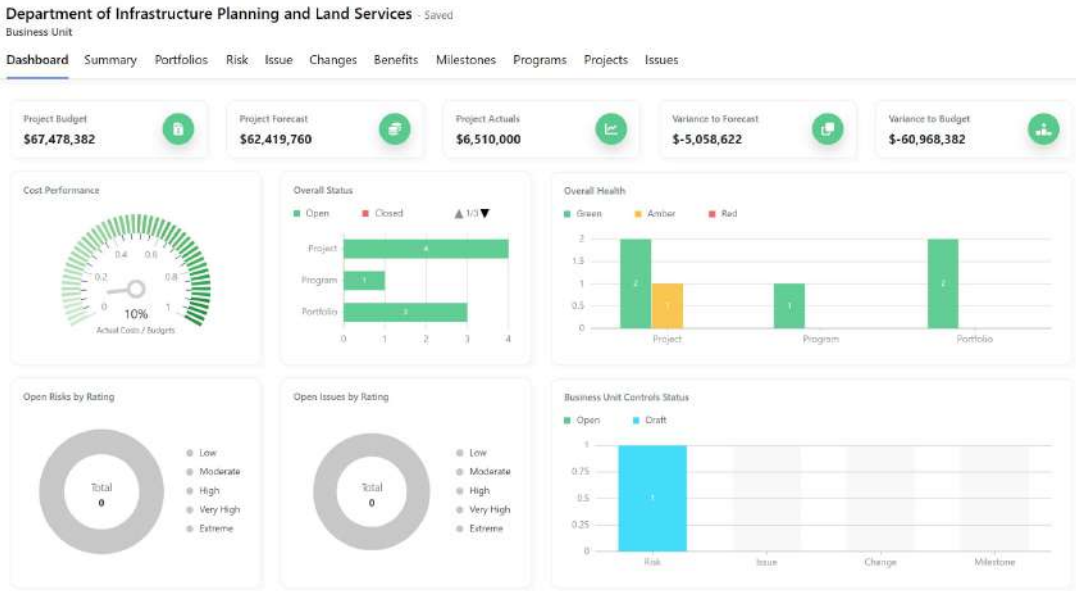 Department of Infrastructure Planning and Land Services - Saved
Business Unit
Dashboard Summary Portfolios Risk Issue Changes Benefits Milestones Programs Projects Issues
Project Budget
$67,478,382
Project Forecast
$62,419,760
Project Actuals
$6,510,000
Variance to Forecast
$-5,058,622
Variance to Budget
$-60,968,382
Cost Performance
0
0.2
0.4
0.6
0.8
1
10%
Actual Costs / Budgets
Overall Status
Open Closed 1/3
Project 4
Program 1
Portfolio 3
0 1 2 3 4
Overall Health
Green Amber Red
2
1.5
1
0.5
0
2 1 1 2
Project Program Portfolio
Open Risks by Rating
Total
0
Low
Moderate
High
Very High
Extreme
Open Issues by Rating
Total
0
Low
Moderate
High
Very High
Extreme
Business Unit Controls Status
Open Draft
1
0.75
0.5
0.25
0
1
Risk Issue Change Milestone